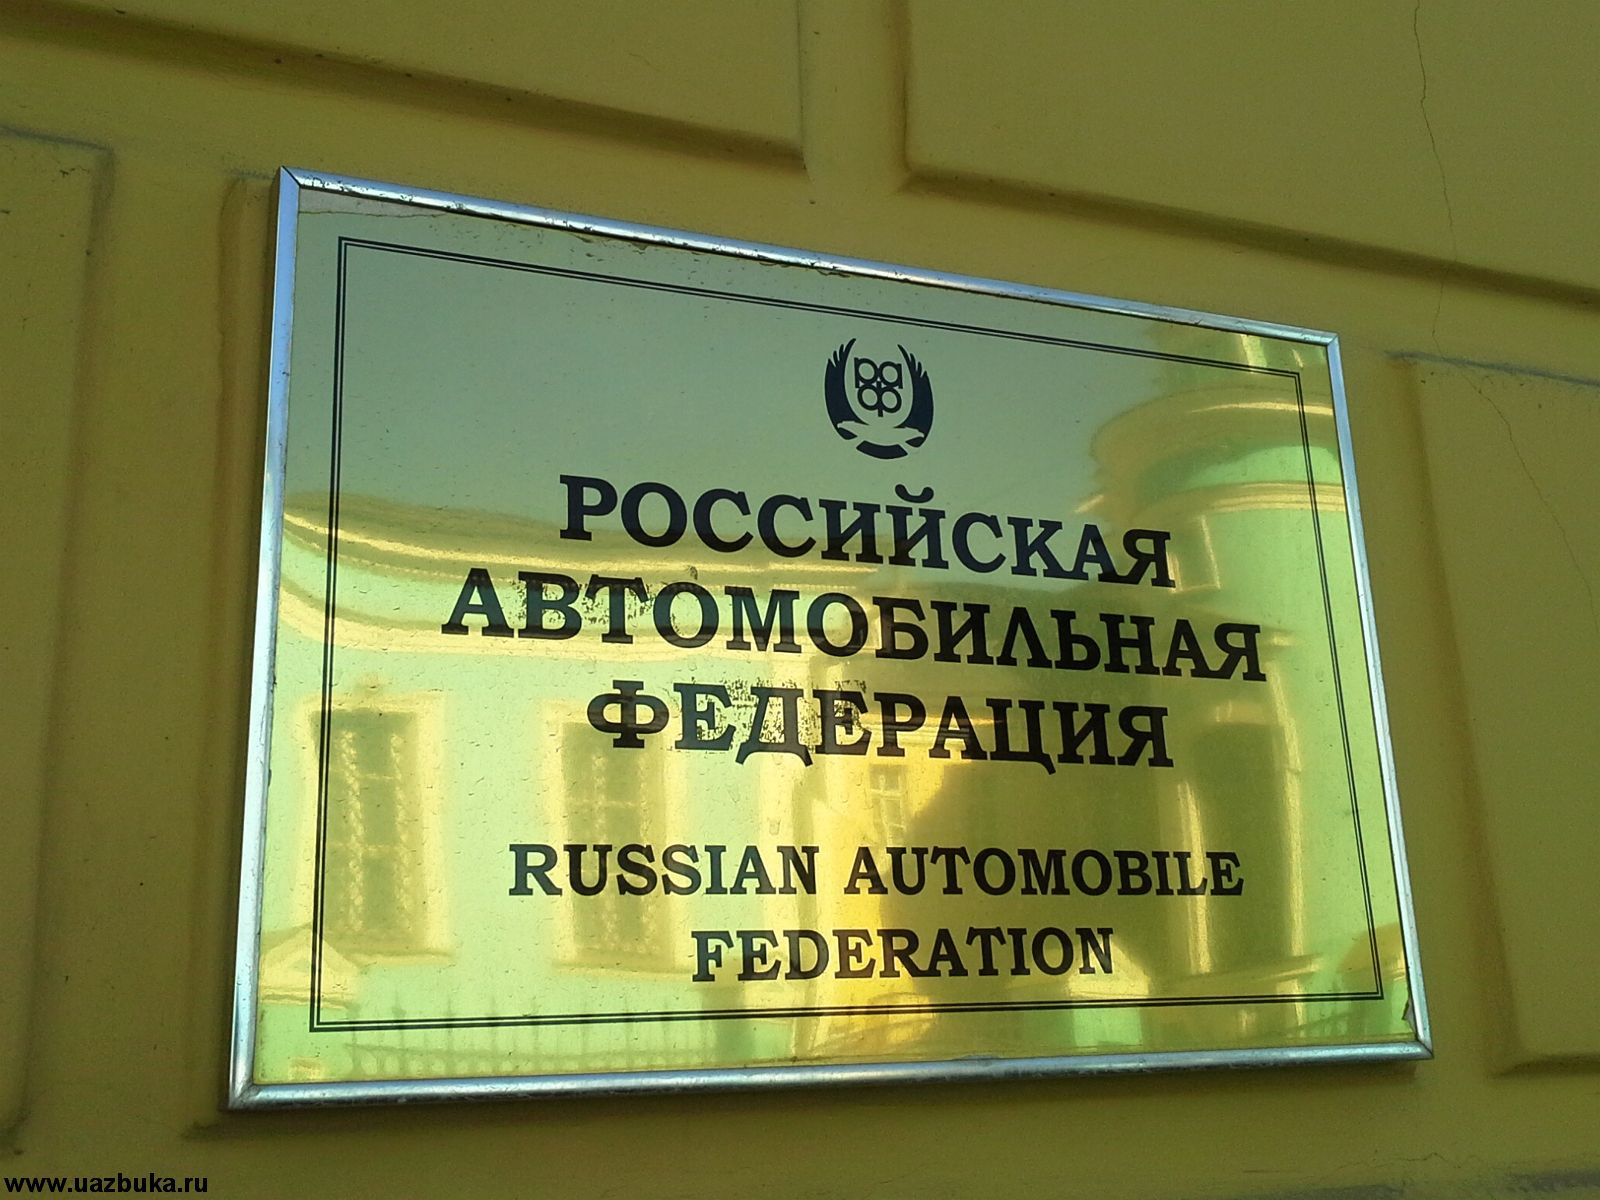 раф
РОССИЙСКАЯ
АВТОМОБИЛЬНАЯ
ФЕДЕРАЦИЯ
RUSSIAN AUTOMOBILE
FEDERATION
www.uazbuka.ru